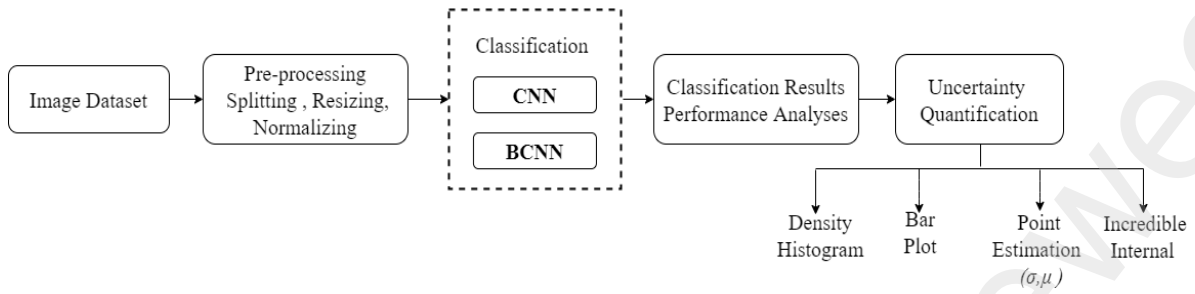 Image Dataset
Pre-processing
Splitting , Resizing,
Normalizing
Classification
CNN
BCNN
Classification Results
Performance Analyses
Uncertainty
Quantification
Density
Histogram
Bar
Plot
Point
Estimation
(σ,μ )
Incredible
Internal